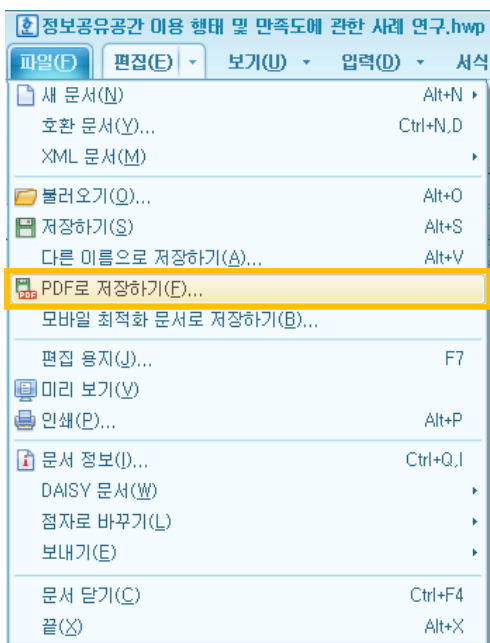 정보공유공간 이용 행태 및 만족도에 관한 사례 연구.hwp
파일(F) 편집(E) 보기(U) 입력(D) 서식
새 문서(N) Alt+N
호환 문서(Y)... Ctrl+N,D
XML 문서(M)
불러오기(O)... Alt+O
저장하기(S) Alt+S
다른 이름으로 저장하기(A)... Alt+V
PDF로 저장하기(F)...
모바일 최적화 문서로 저장하기(B)...
편집 용지(J)... F7
미리 보기(V)
인쇄(P)... Alt+P
문서 정보(I)... Ctrl+Q,I
DAISY 문서(W)
점자로 바꾸기(L)
보내기(E)
문서 닫기(C) Ctrl+F4
끝(X) Alt+X